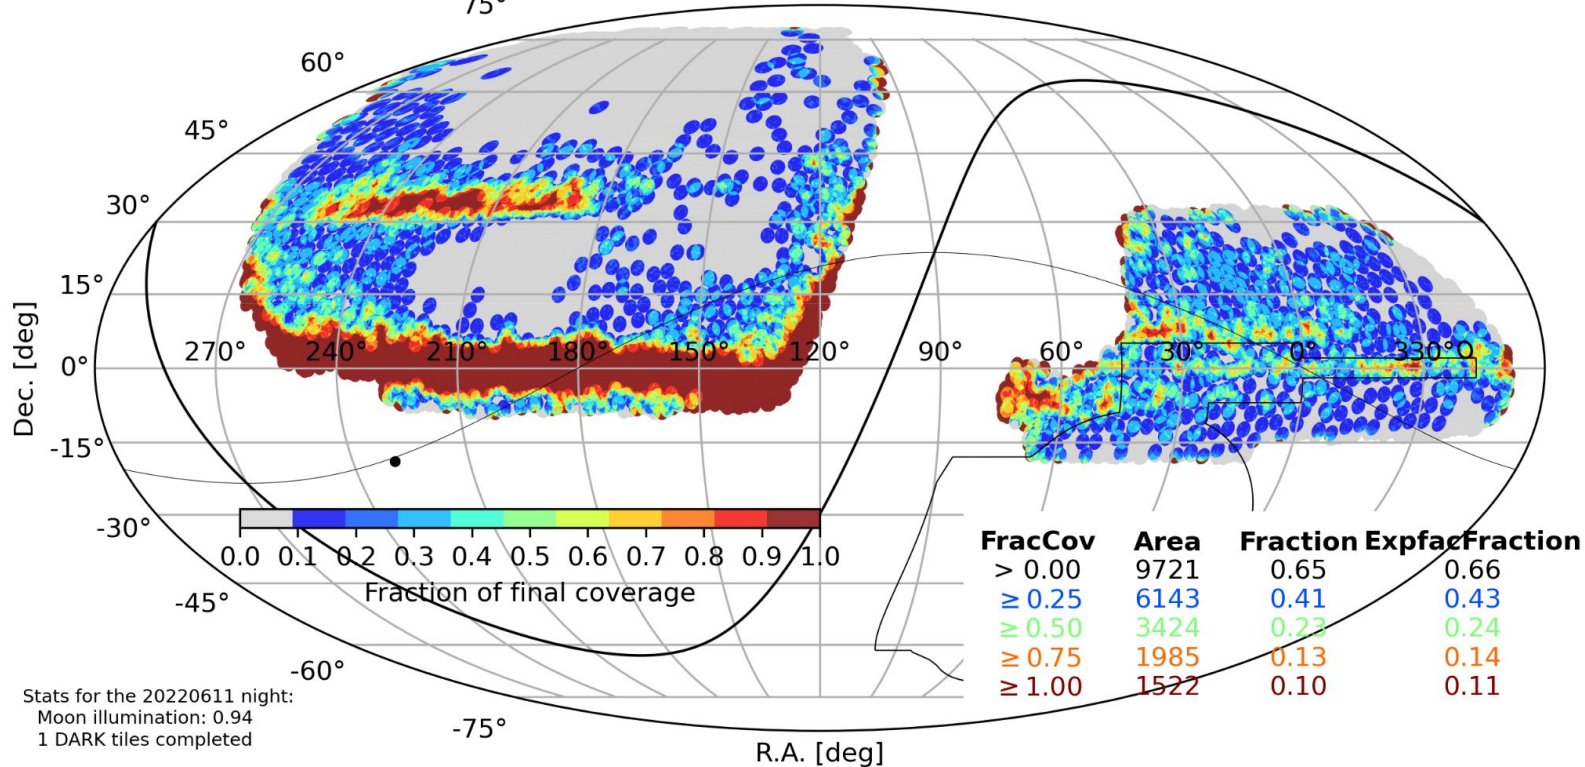 75°
60°
45°
30°
15°
0°
-15°
-30°
-45°
-60°
-75°
Dec. [deg]
270° 240° 210° 180° 150° 120° 90° 60° 30° 0° 330°
0.0 0.1 0.2 0.3 0.4 0.5 0.6 0.7 0.8 0.9 1.0
Fraction of final coverage
FracCov Area Fraction ExpfacFraction
> 0.00 9721 0.65 0.66
≥ 0.25 6143 0.41 0.43
≥ 0.50 3424 0.23 0.24
≥ 0.75 1985 0.13 0.14
≥ 1.00 1522 0.10 0.11
Stats for the 20220611 night:
Moon illumination: 0.94
1 DARK tiles completed
R.A. [deg]